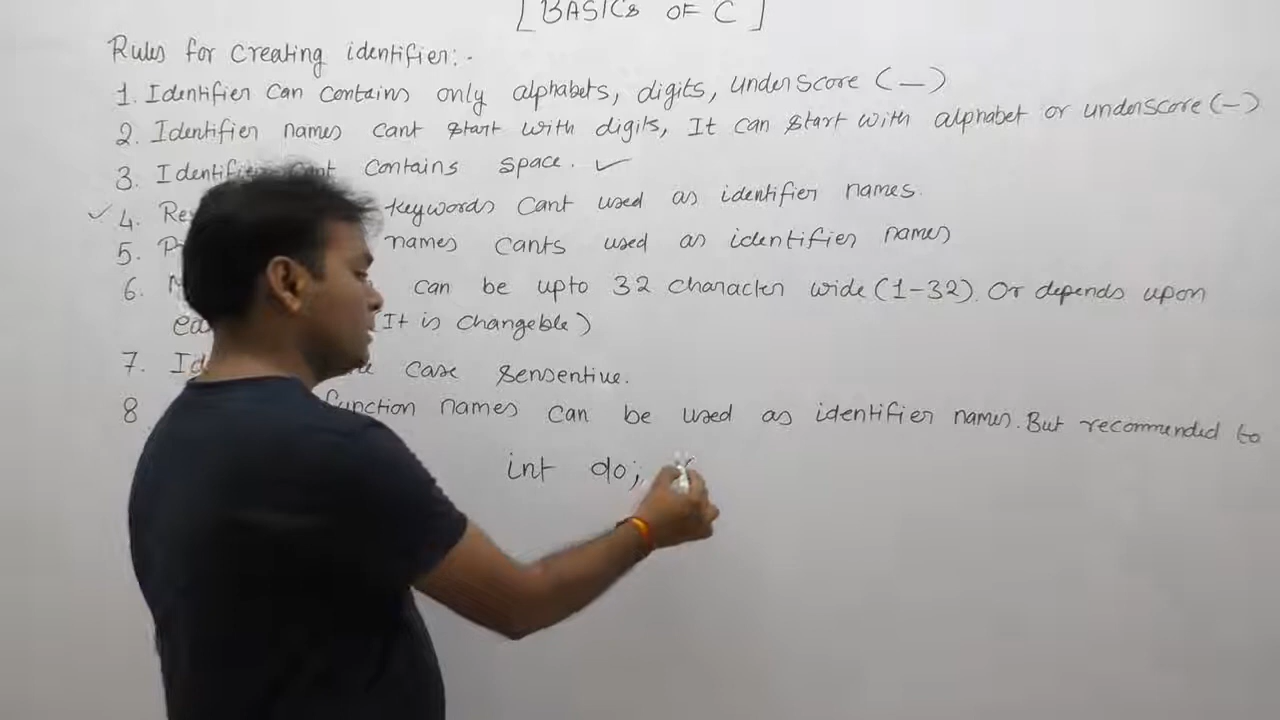 [BASICS OF C]
Rules for Creating identifier:-
1. Identifier Can Contains only alphabets, digits, underscore (_)
2. Identifier names cant start with digits, It can start with alphabet or underscore(-)
3. cant Contains space. ✓
✓ 4. keywords Cant used as identifier names.
5. names cants used as identifier names
6. can be upto 32 character wide (1-32). Or depends upon
(It is changeable)
7. case sensentive.
8 function names can be used as identifier names. But recommended to
int do;